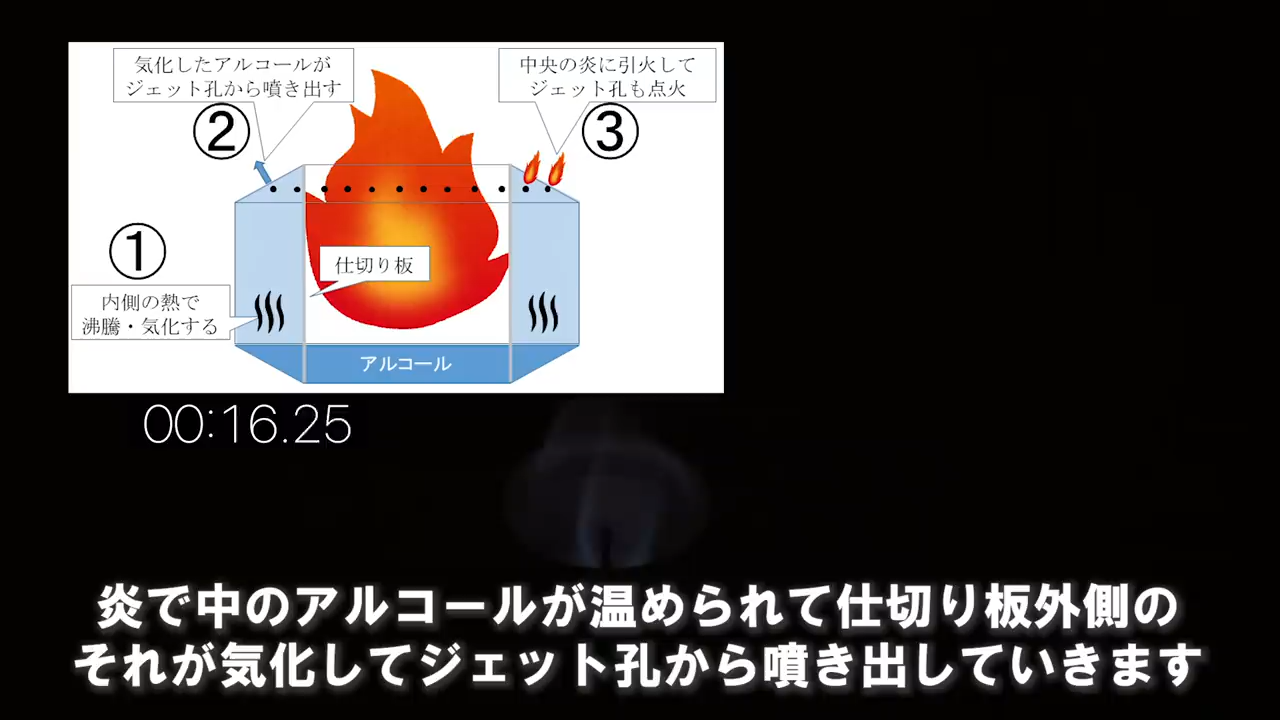 気化したアルコールが
ジェット孔から噴き出す
②
中央の炎に引火して
ジェット孔も点火
③
①
内側の熱で
沸騰・気化する
仕切り板
アルコール
00:16.25
炎で中のアルコールが温められて仕切り板外側の
それが気化してジェット孔から噴き出していきます